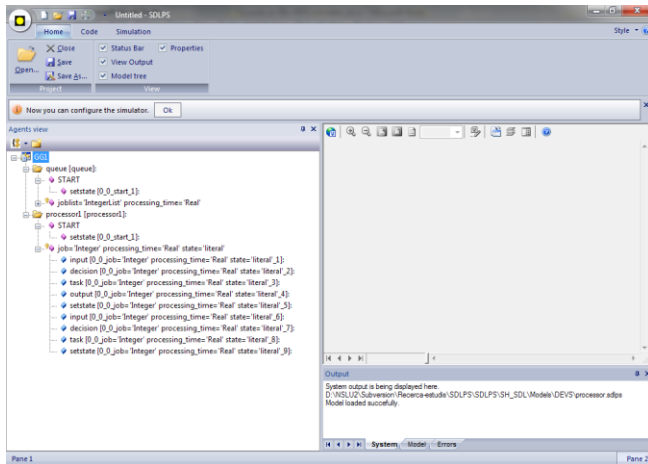 Untitled - SDLPS
Home Code Simulation Style
Open...
Close
Save
Save As...
Status Bar
View Output
Model tree
Properties
Project View
Now you can configure the simulator. Ok
Agents view
GG1
queue [queue]:
START
setstate [0_0_start_1]:
joblist='IntegerList' processing_time='Real'
processor1 [processor1]:
START
setstate [0_0_start_1]:
job='Integer' processing_time='Real' state='literal'
input [0_0_job='Integer' processing_time='Real' state='literal'_1]:
decision [0_0_job='Integer' processing_time='Real' state='literal'_2]:
task [0_0_job='Integer' processing_time='Real' state='literal'_3]:
output [0_0_job='Integer' processing_time='Real' state='literal'_4]:
setstate [0_0_job='Integer' processing_time='Real' state='literal'_5]:
input [0_0_job='Integer' processing_time='Real' state='literal'_6]:
decision [0_0_job='Integer' processing_time='Real' state='literal'_7]:
task [0_0_job='Integer' processing_time='Real' state='literal'_8]:
setstate [0_0_job='Integer' processing_time='Real' state='literal'_9]:
Output
System output is being displayed here.
D:\NSLU2\Subversion\Recerca-estudis\SDLPS\SDLPS\SH_SDL\Models\DEVS\processor.sdlps
Model loaded succefully.
System Model Errors
Pane 1 Pane 2